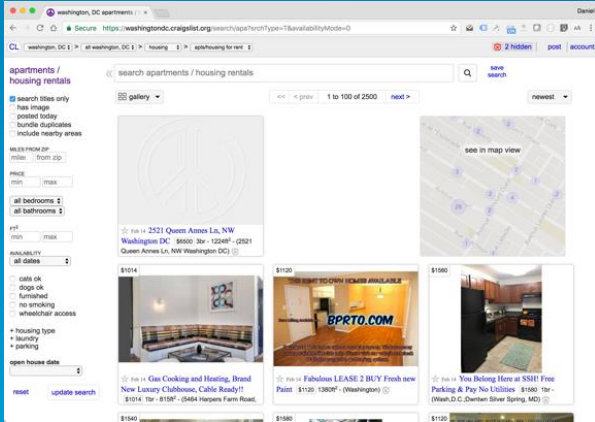 washington, DC apartments /
Daniel
Secure https://washingtondc.craigslist.org/search/apa?srchType=T&availabilityMode=0
CL washington, DC > all washington, DC > housing > apts/housing for rent
2 hidden post account
apartments / housing rentals
search apartments / housing rentals
save search
gallery
<< < prev 1 to 100 of 2500 next >
newest
search titles only
has image
posted today
bundle duplicates
include nearby areas
MILES FROM ZIP
miles from zip
PRICE
min max
all bedrooms
all bathrooms
FT²
min max
AVAILABILITY
all dates
cats ok
dogs ok
furnished
no smoking
wheelchair access
+ housing type
+ laundry
+ parking
open house date
reset update search
see in map view
Feb 14 2521 Queen Annes Ln, NW
Washington DC $6500 3br - 1224ft² - (2521
Queen Annes Ln, NW Washington DC)
$1014
Feb 14 Gas Cooking and Heating, Brand
New Luxury Clubhouse, Cable Ready!!
$1014 1br - 815ft² - (5464 Harpers Farm Road,
$1120
RENT TO OWN HOMES AVAILABLE
BPRTO.COM
Feb 14 Fabulous LEASE 2 BUY Fresh new
Paint $1120 1380ft² - (Washington)
$1580
Feb 14 You Belong Here at SSH! Free
Parking & Pay No Utilities $1580 1br -
(Wash,D.C.;Dwntwn Silver Spring, MD)
$1540
$1580
$1120